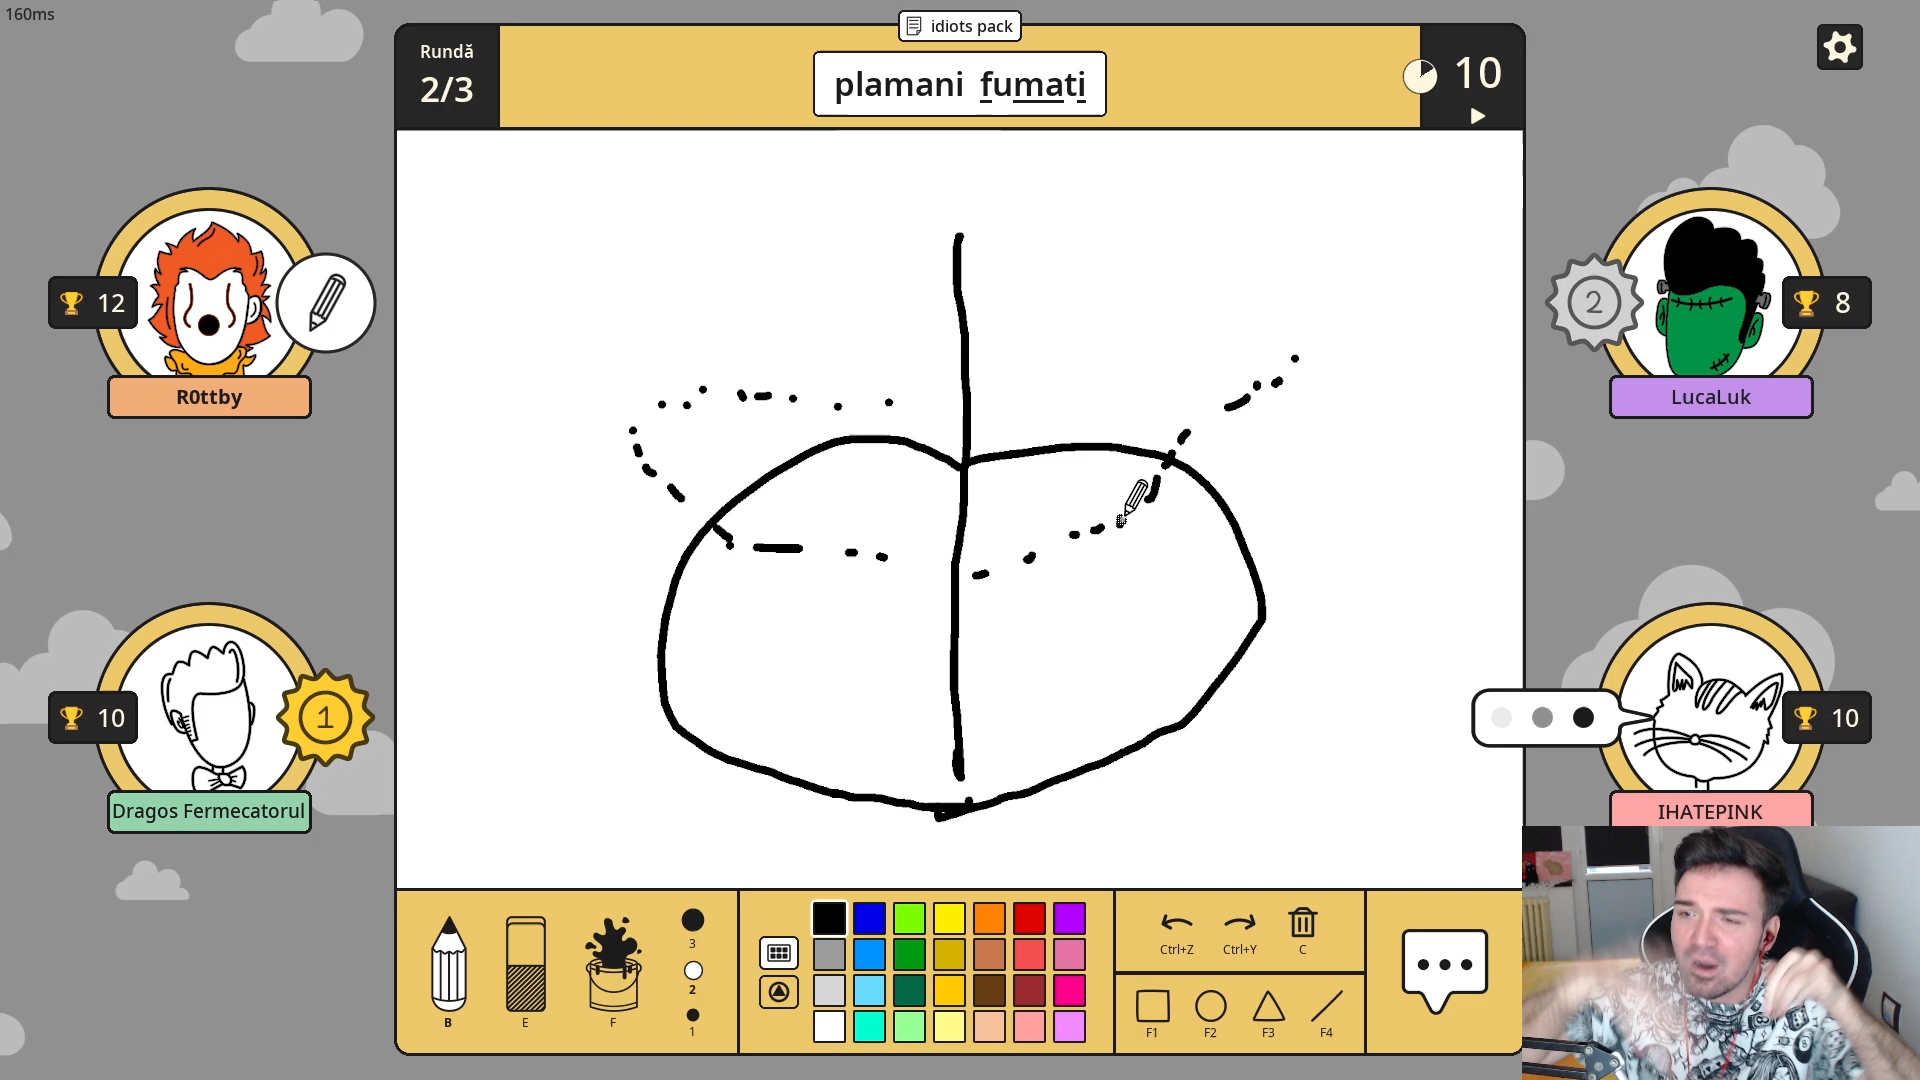 160ms
idiots pack
Rundă
2/3
plamani fumati
10
12
R0ttby
2
8
LucaLuk
10
1
Dragos Fermecatorul
10
IHATEPINK
B
E
F
3
2
1
Ctrl+Z
Ctrl+Y
C
F1
F2
F3
F4